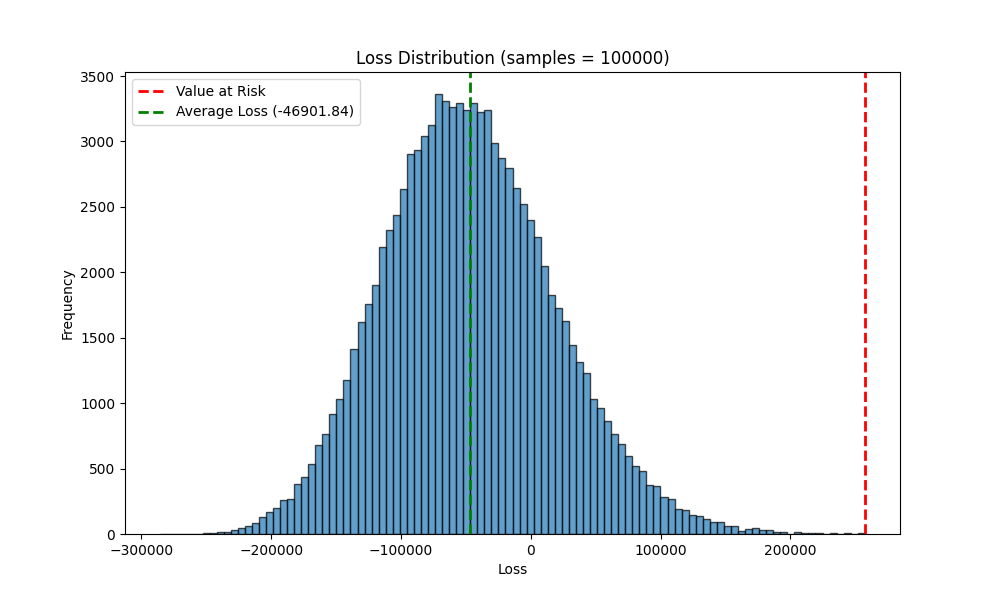 Loss Distribution (samples = 100000)
Value at Risk
Average Loss (-46901.84)
Frequency
3500
3000
2500
2000
1500
1000
500
0
−300000 −200000 −100000 0 100000 200000
Loss